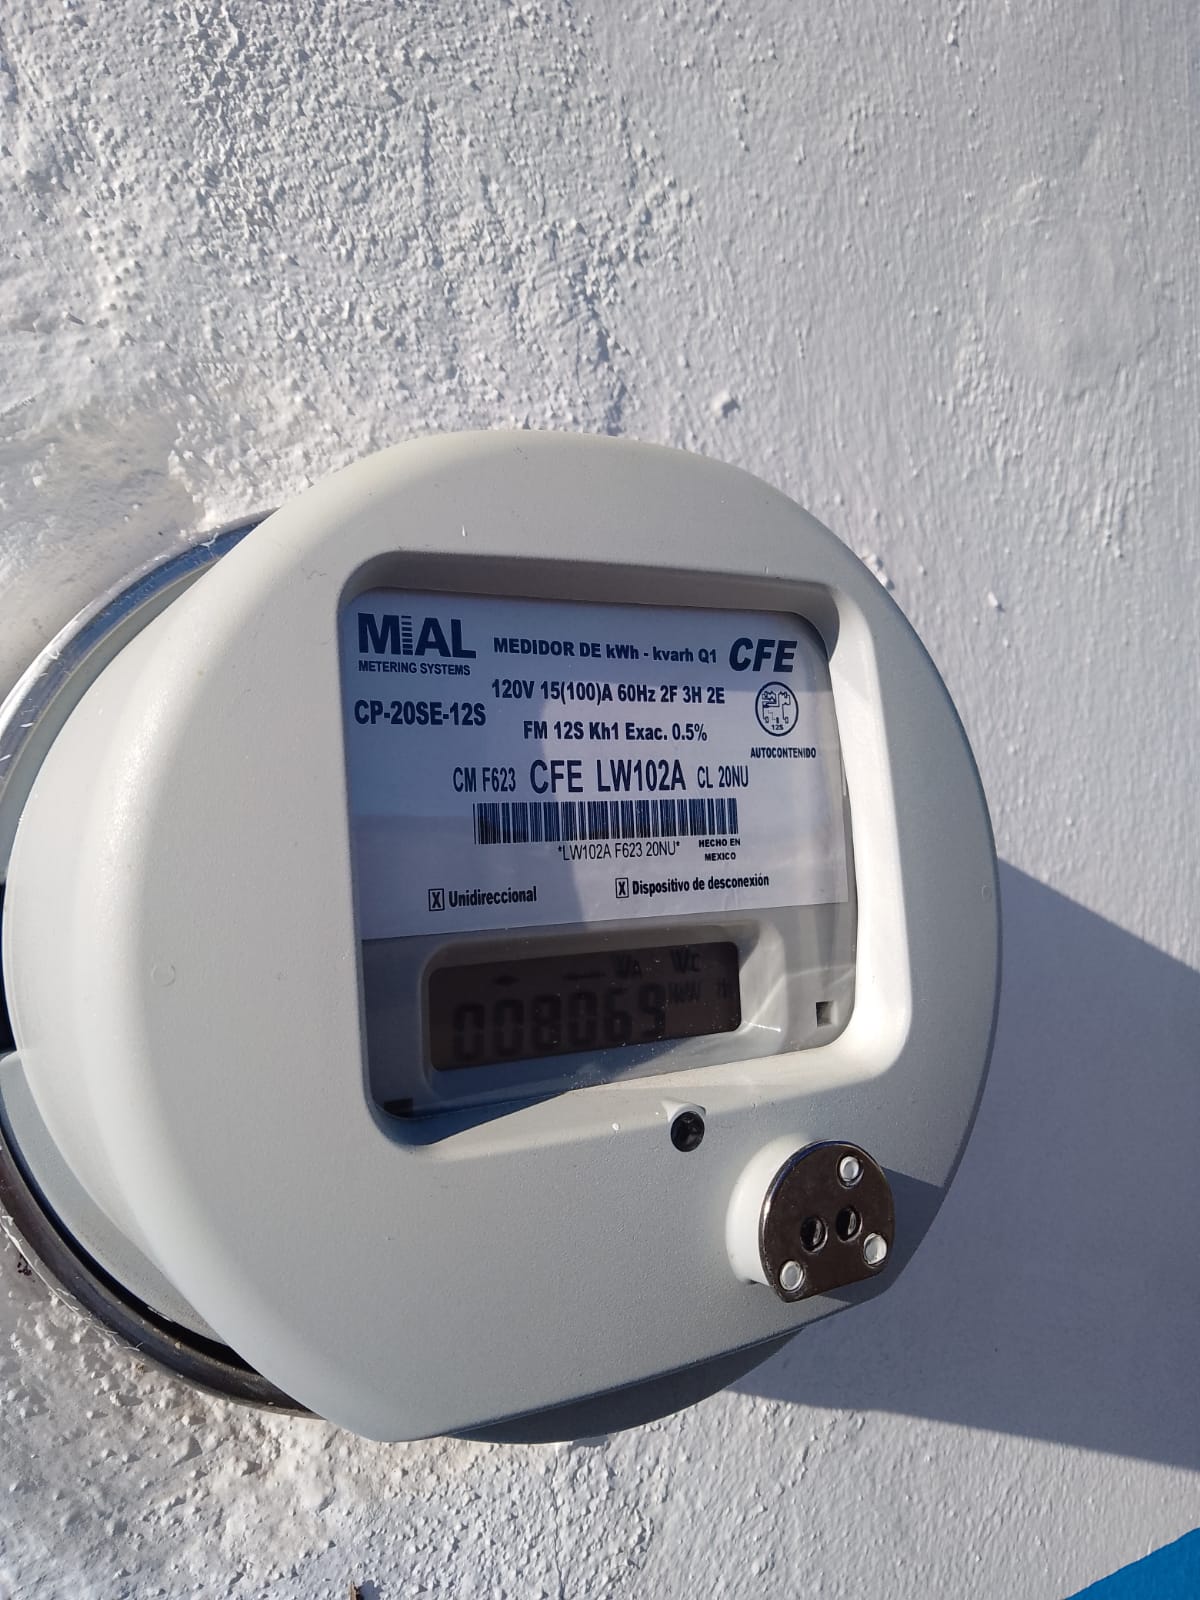 MIAL
METERING SYSTEMS
MEDIDOR DE kWh - kvarh Q1
CFE
120V 15(100)A 60Hz 2F 3H 2E
CP-20SE-12S
FM 12S Kh1 Exac. 0.5%
12S
AUTOCONTENIDO
CM F623 CFE LW102A CL 20NU
*LW102A F623 20NU*
HECHO EN
MEXICO
X Unidireccional
X Dispositivo de desconexión
008069